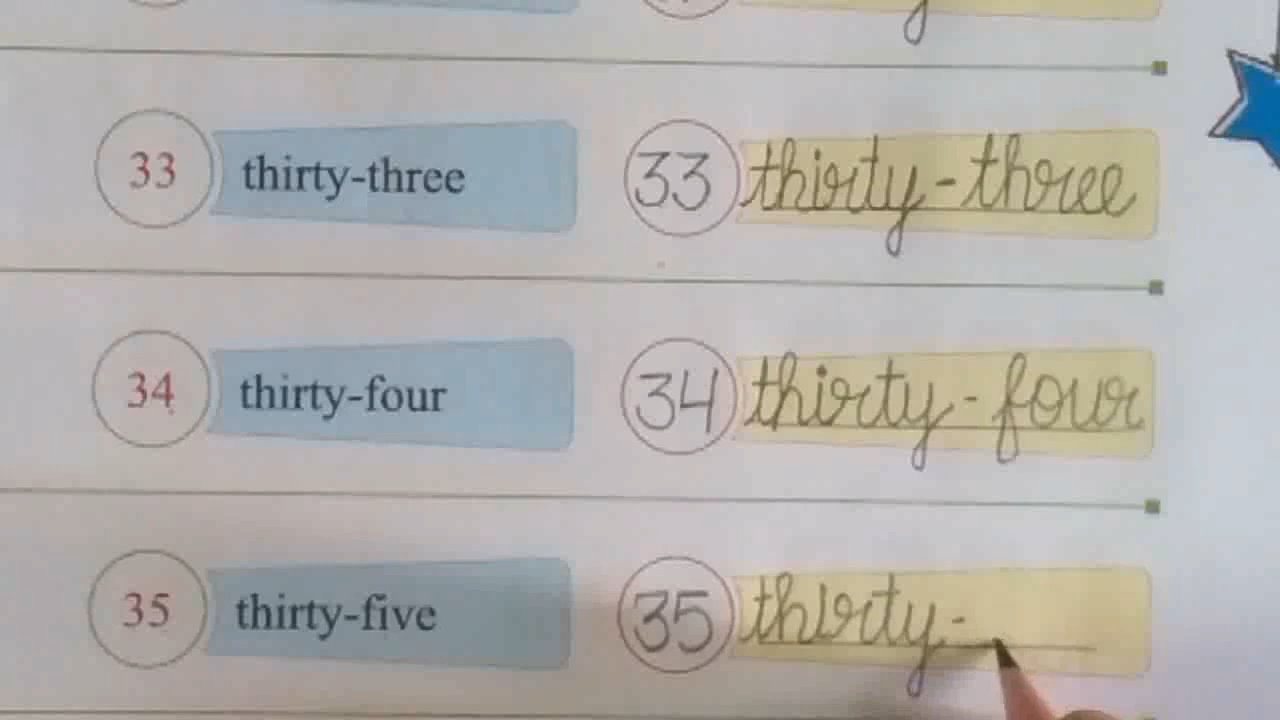 33 thirty-three 33 thirty-three
34 thirty-four 34 thirty-four
35 thirty-five 35 thirty-